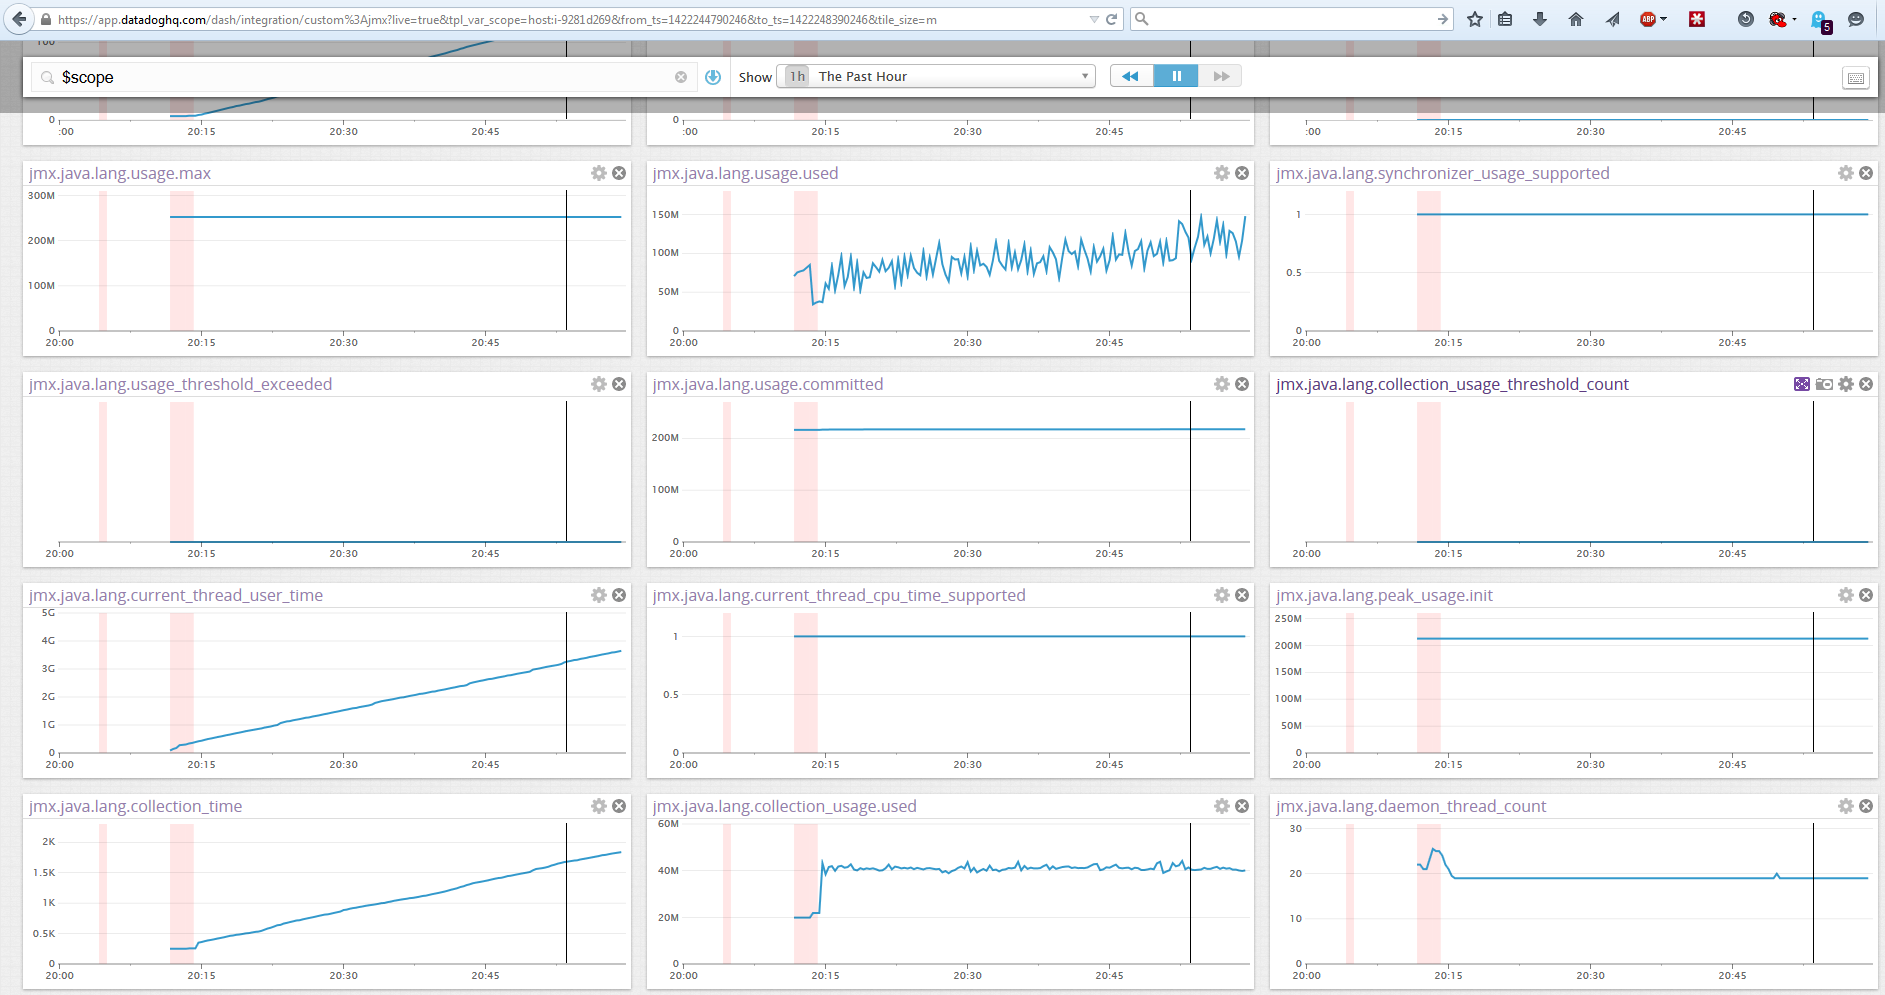 https://app.datadoghq.com/dash/integration/custom%3Ajmx?live=true&tpl_var_scope=host:i-9281d269&from_ts=1422244790246&to_ts=1422248390246&tile_size=m
ABP
5
100
$scope
Show 1h The Past Hour
0 0 0
:00 20:15 20:30 20:45 :00 20:15 20:30 20:45 :00 20:15 20:30 20:45
jmx.java.lang.usage.max
300M
200M
100M
0
20:00 20:15 20:30 20:45
jmx.java.lang.usage.used
150M
100M
50M
0
20:00 20:15 20:30 20:45
jmx.java.lang.synchronizer_usage_supported
1
0.5
0
20:00 20:15 20:30 20:45
jmx.java.lang.usage_threshold_exceeded
20:00 20:15 20:30 20:45
jmx.java.lang.usage.committed
200M
100M
0
20:00 20:15 20:30 20:45
jmx.java.lang.collection_usage_threshold_count
20:00 20:15 20:30 20:45
jmx.java.lang.current_thread_user_time
5G
4G
3G
2G
1G
0
20:00 20:15 20:30 20:45
jmx.java.lang.current_thread_cpu_time_supported
1
0.5
0
20:00 20:15 20:30 20:45
jmx.java.lang.peak_usage.init
250M
200M
150M
100M
50M
0
20:00 20:15 20:30 20:45
jmx.java.lang.collection_time
2K
1.5K
1K
0.5K
0
20:00 20:15 20:30 20:45
jmx.java.lang.collection_usage.used
60M
40M
20M
0
20:00 20:15 20:30 20:45
jmx.java.lang.daemon_thread_count
30
20
10
0
20:00 20:15 20:30 20:45